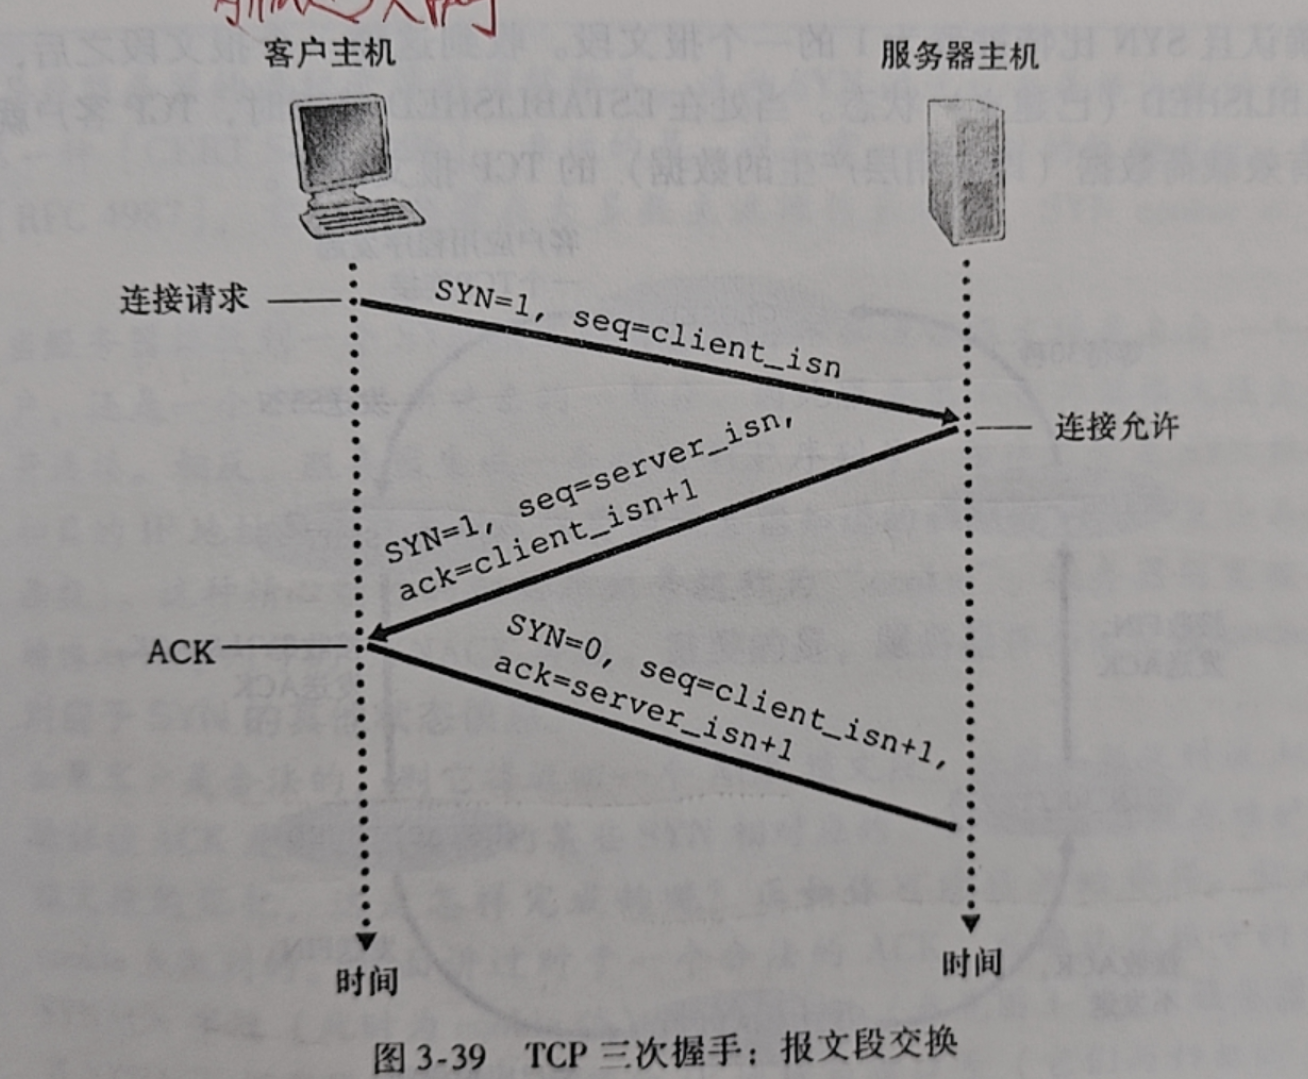 客户主机
服务器主机
连接请求
SYN=1, seq=client_isn
连接允许
SYN=1, seq=server_isn,
ack=client_isn+1
ACK
SYN=0, seq=client_isn+1,
ack=server_isn+1
时间
时间
图 3-39 TCP 三次握手：报文段交换